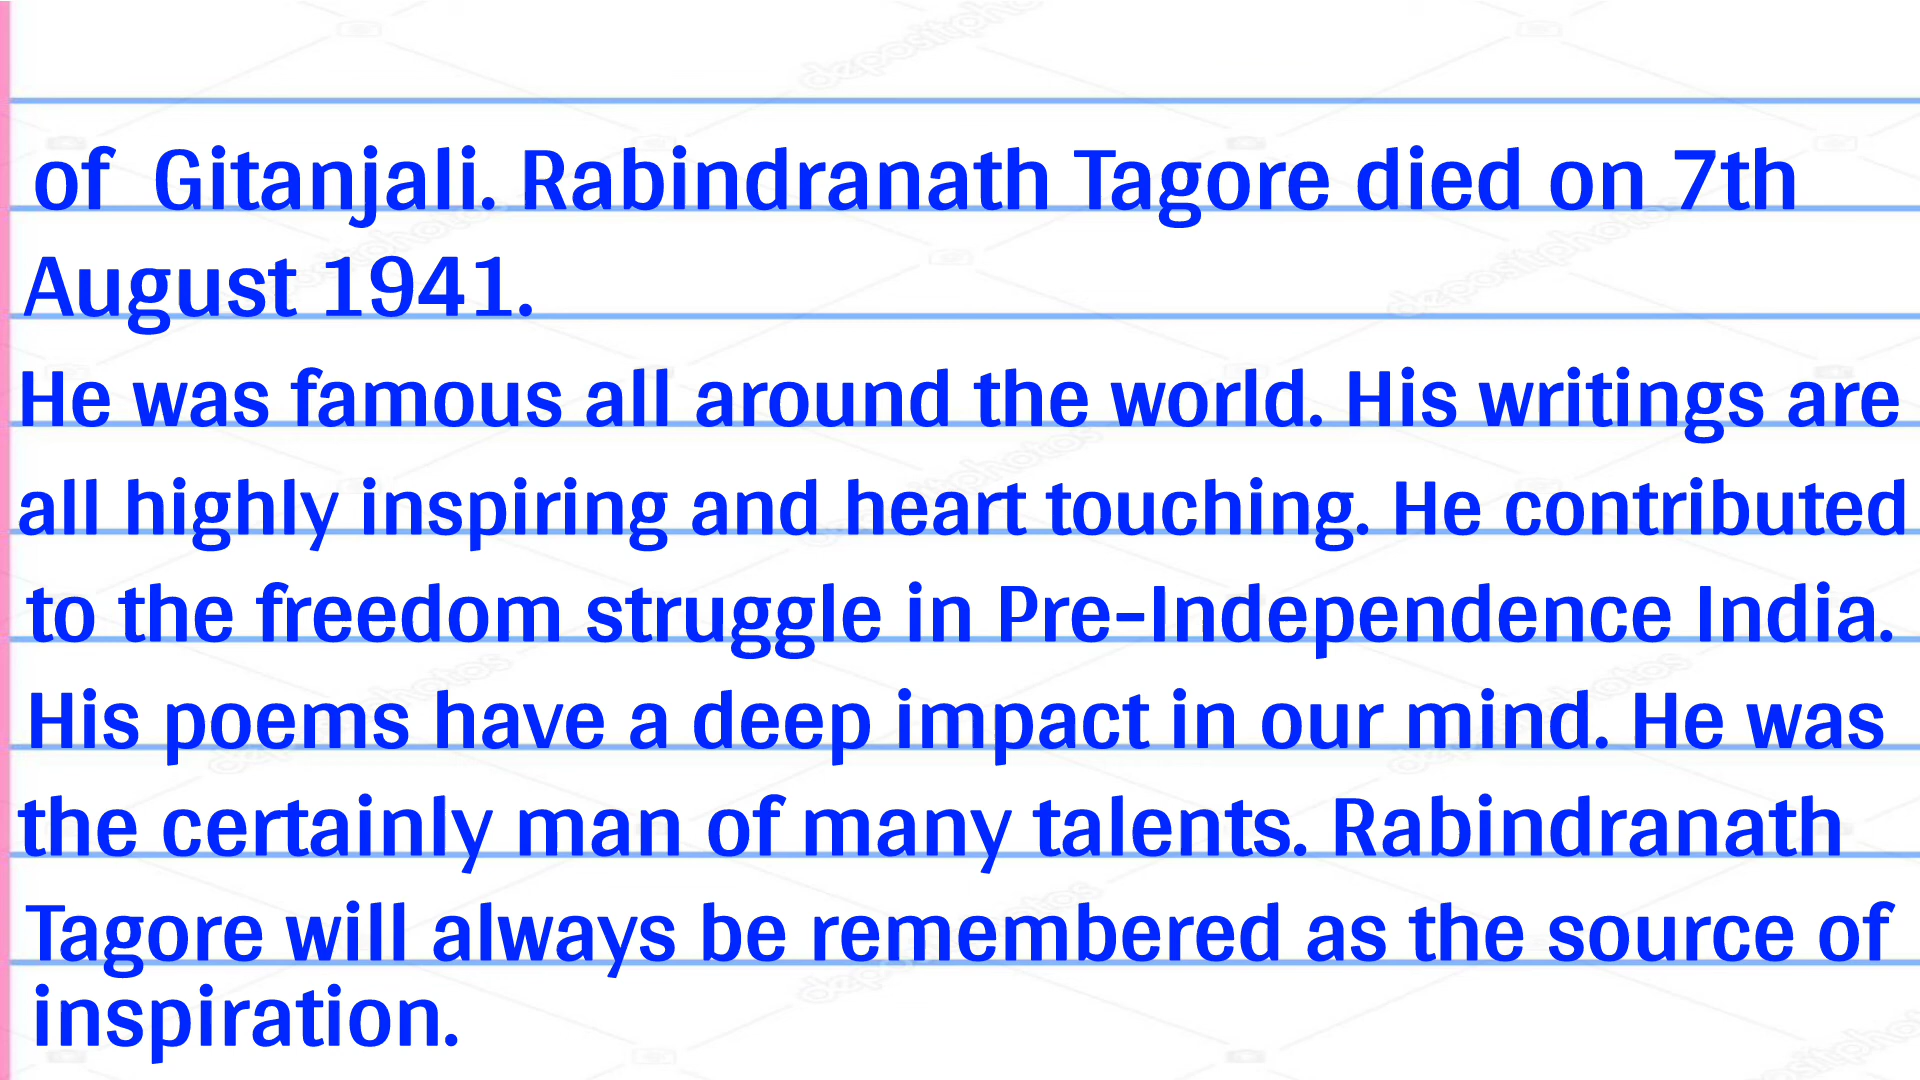 of Gitanjali. Rabindranath Tagore died on 7th
August 1941.
He was famous all around the world. His writings are
all highly inspiring and heart touching. He contributed
to the freedom struggle in Pre-Independence India.
His poems have a deep impact in our mind. He was
the certainly man of many talents. Rabindranath
Tagore will always be remembered as the source of
inspiration.
depositphotos